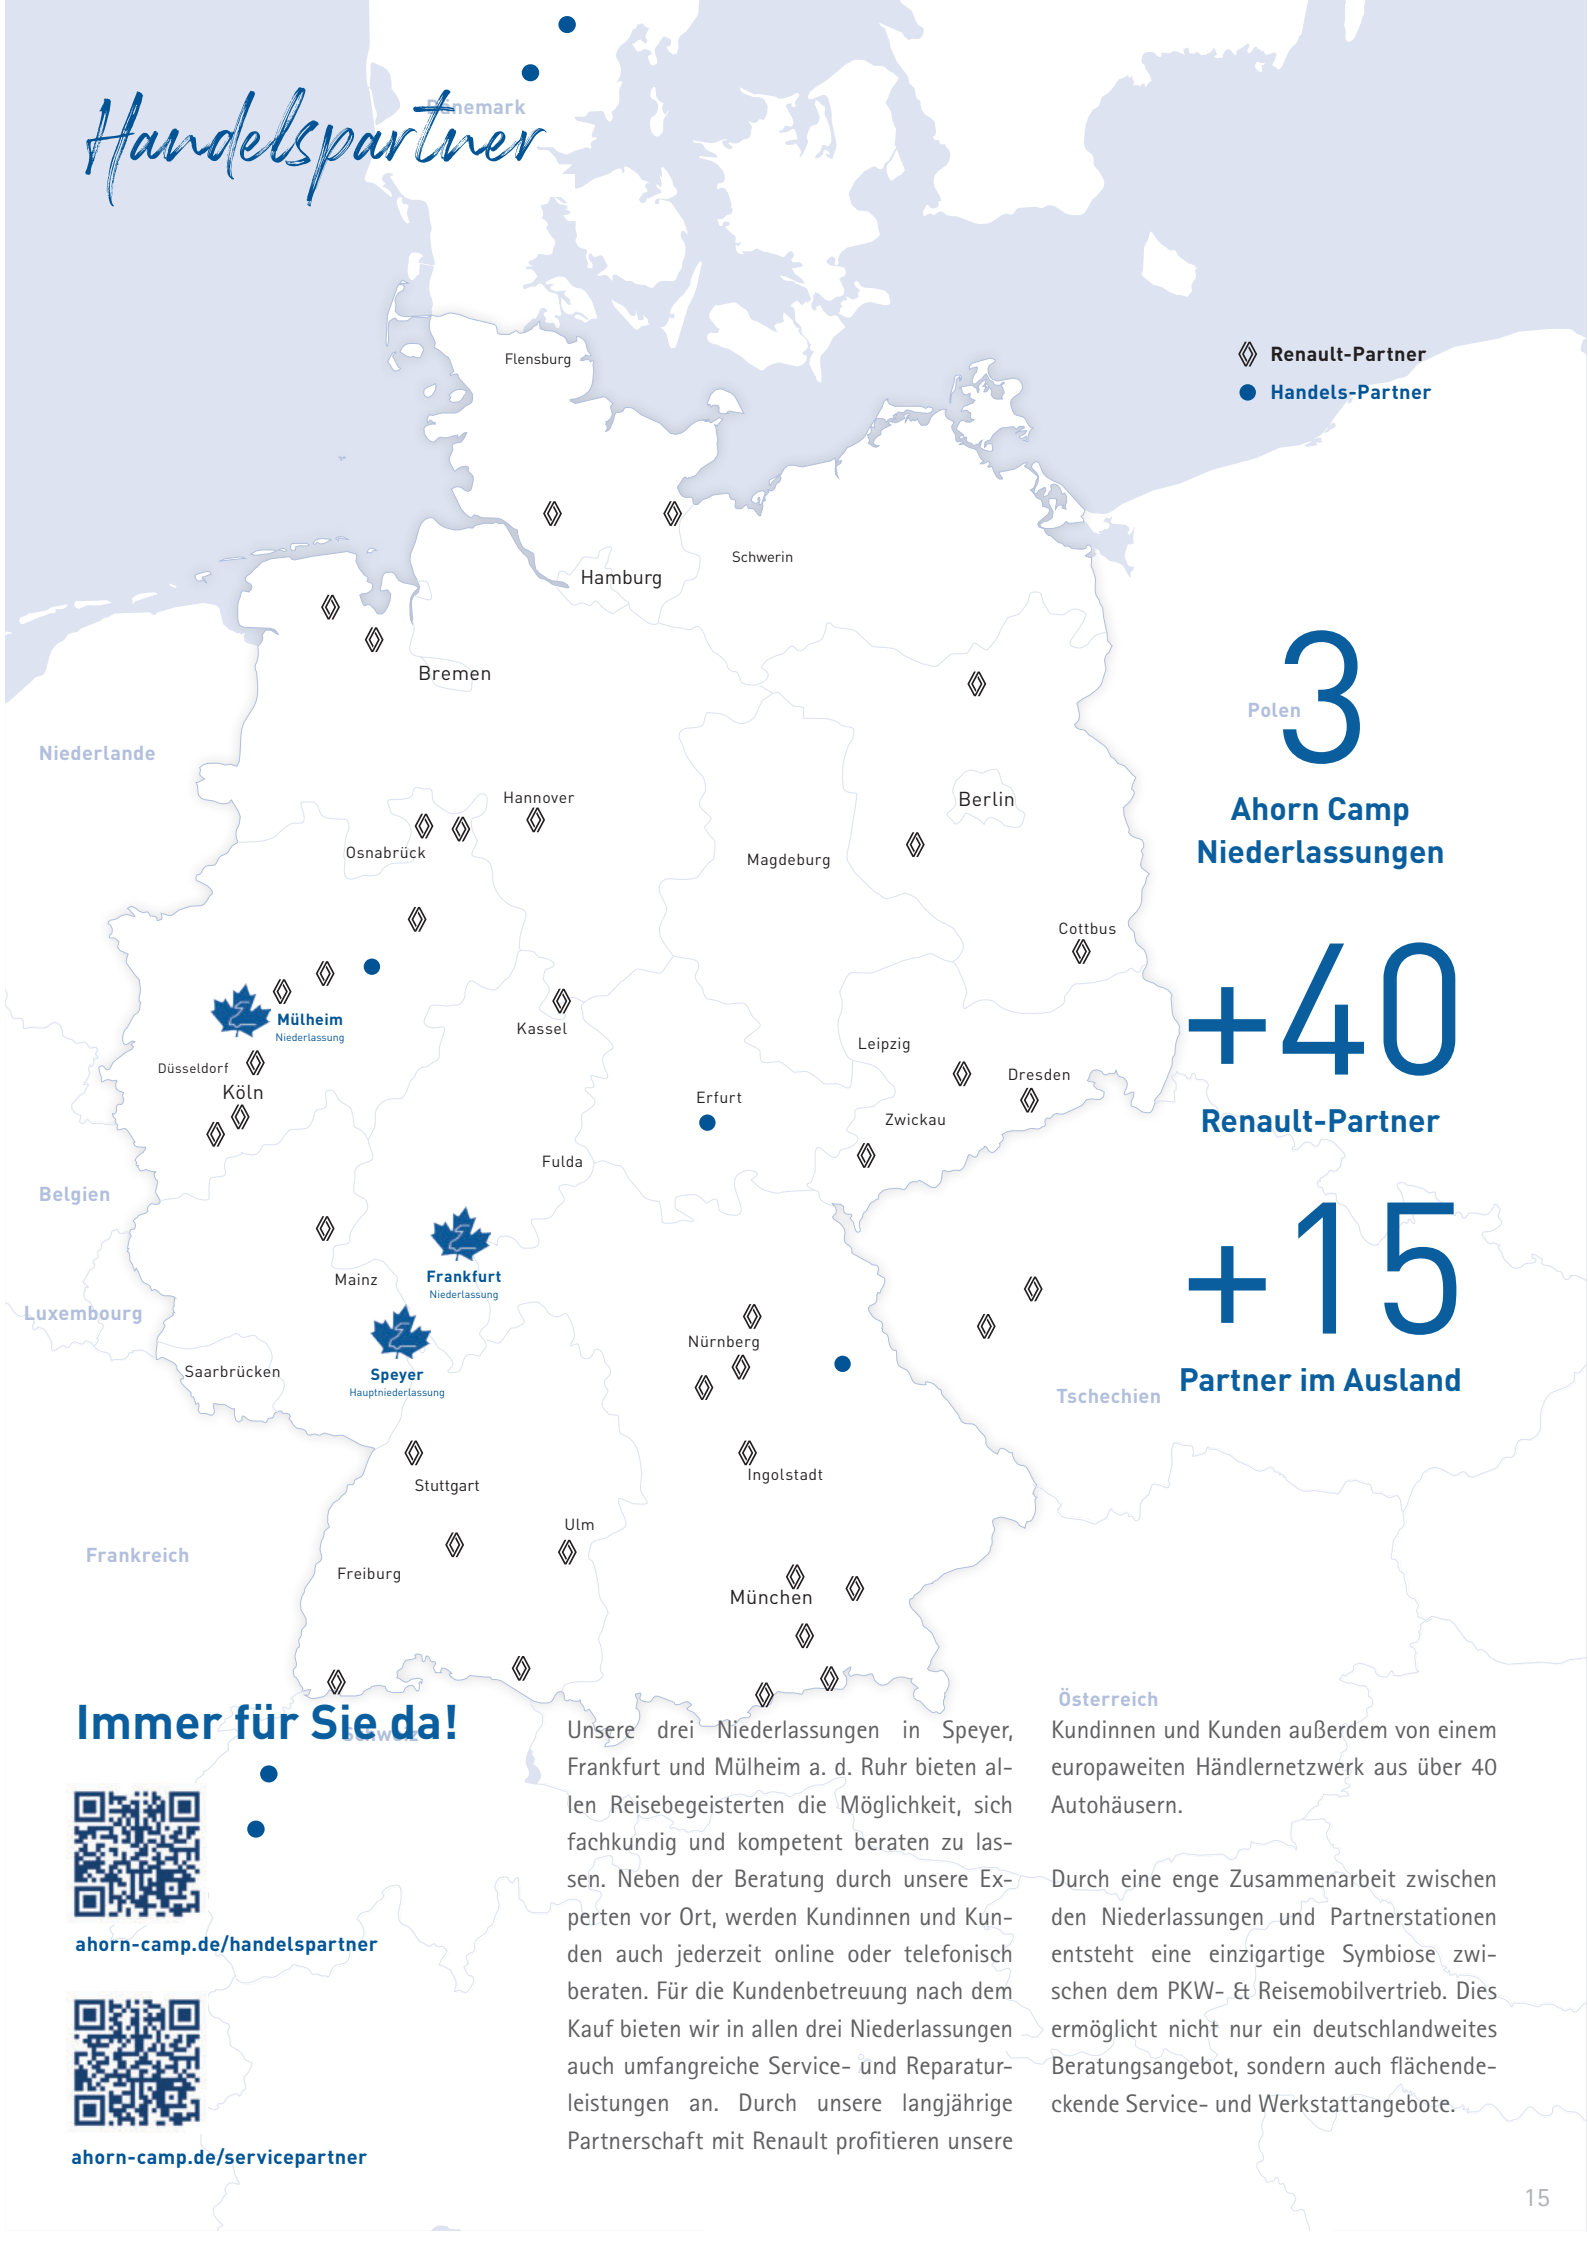 Handelspartner
Dänemark
Flensburg
Renault-Partner
Handels-Partner
Schwerin
Hamburg
Bremen
Polen
3
Ahorn Camp
Niederlassungen
Niederlande
Hannover
Berlin
Osnabrück
Magdeburg
Cottbus
+40
Renault-Partner
Mülheim
Niederlassung
Kassel
Leipzig
Düsseldorf
Dresden
Köln
Erfurt
Zwickau
Fulda
Belgien
+15
Partner im Ausland
Mainz
Frankfurt
Niederlassung
Luxembourg
Nürnberg
Saarbrücken
Speyer
Hauptniederlassung
Tschechien
Ingolstadt
Stuttgart
Ulm
Frankreich
Freiburg
München
Österreich
Schweiz
Immer für Sie da!
ahorn-camp.de/handelspartner
ahorn-camp.de/servicepartner
Unsere drei Niederlassungen in Speyer,
Frankfurt und Mülheim a. d. Ruhr bieten al-
len Reisebegeisterten die Möglichkeit, sich
fachkundig und kompetent beraten zu las-
sen. Neben der Beratung durch unsere Ex-
perten vor Ort, werden Kundinnen und Kun-
den auch jederzeit online oder telefonisch
beraten. Für die Kundenbetreuung nach dem
Kauf bieten wir in allen drei Niederlassungen
auch umfangreiche Service- und Reparatur-
leistungen an. Durch unsere langjährige
Partnerschaft mit Renault profitieren unsere
Kundinnen und Kunden außerdem von einem
europaweiten Händlernetzwerk aus über 40
Autohäusern.
Durch eine enge Zusammenarbeit zwischen
den Niederlassungen und Partnerstationen
entsteht eine einzigartige Symbiose zwi-
schen dem PKW- & Reisemobilvertrieb. Dies
ermöglicht nicht nur ein deutschlandweites
Beratungsangebot, sondern auch flächende-
ckende Service- und Werkstattangebote.
15